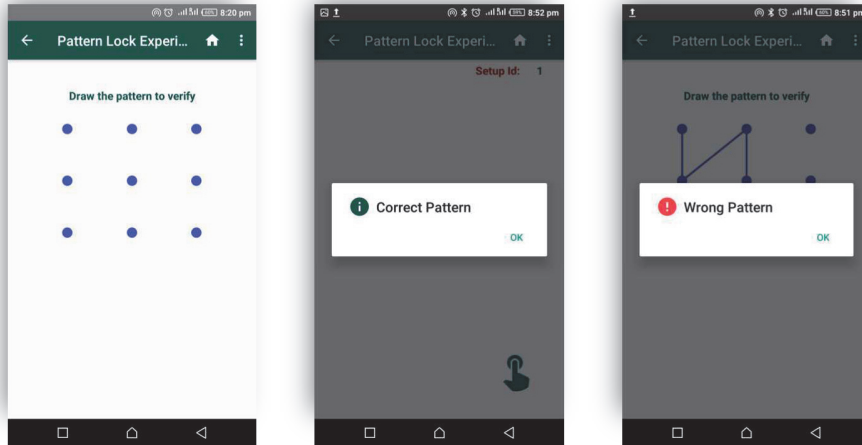 8:20 pm
Pattern Lock Experi...
Draw the pattern to verify
8:52 pm
Pattern Lock Experi...
Setup Id: 1
Correct Pattern
OK
8:51 pm
Pattern Lock Experi...
Draw the pattern to verify
Wrong Pattern
OK